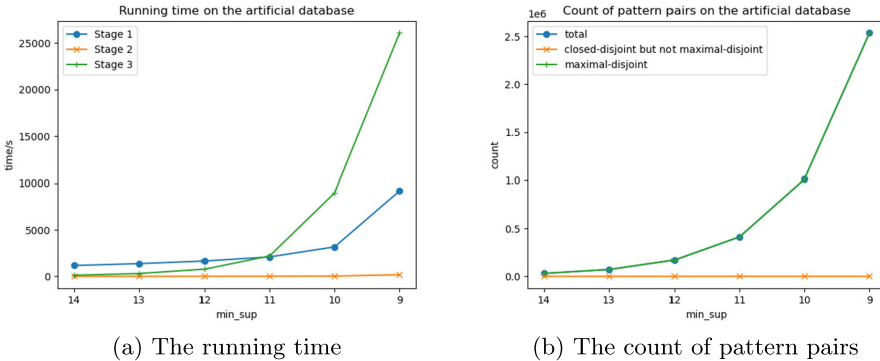 Running time on the artificial database
Stage 1
Stage 2
Stage 3
25000
20000
15000
10000
5000
0
time/s
14 13 12 11 10 9
min_sup
(a) The running time
Count of pattern pairs on the artificial database
1e6
total
closed-disjoint but not maximal-disjoint
maximal-disjoint
2.5
2.0
1.5
1.0
0.5
0.0
count
14 13 12 11 10 9
min_sup
(b) The count of pattern pairs